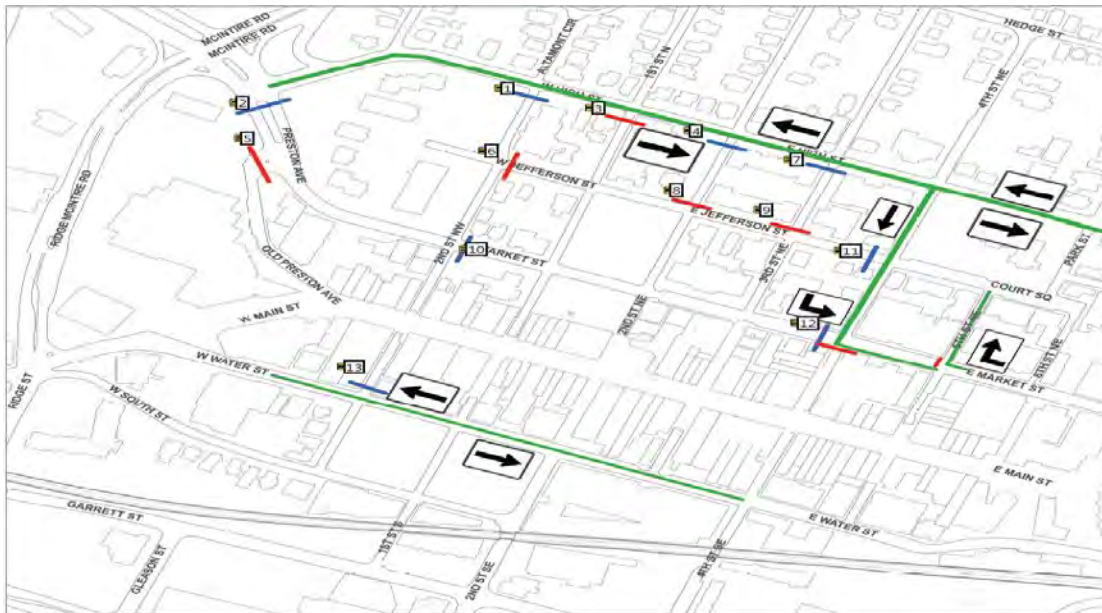 MCINTIRE RD
MCINTIRE RD
HEDGE ST
ALTAMONT CIR
1ST ST N
4TH ST NE
1
2
W HIGH ST
3
4
5
PRESTON AVE
6
7
E HIGH ST
W JEFFERSON ST
8
9
E JEFFERSON ST
RIDGE MCINTIRE RD
2ND ST NW
10
MARKET ST
11
3RD ST NE
PARK ST
OLD PRESTON AVE
COURT SQ
2ND ST NE
W MAIN ST
12
5TH ST NE
W WATER ST
13
E MARKET ST
RIDGE ST
W SOUTH ST
E MAIN ST
GARRETT ST
E WATER ST
1ST ST S
4TH ST SE
GLEASON ST
2ND ST SE